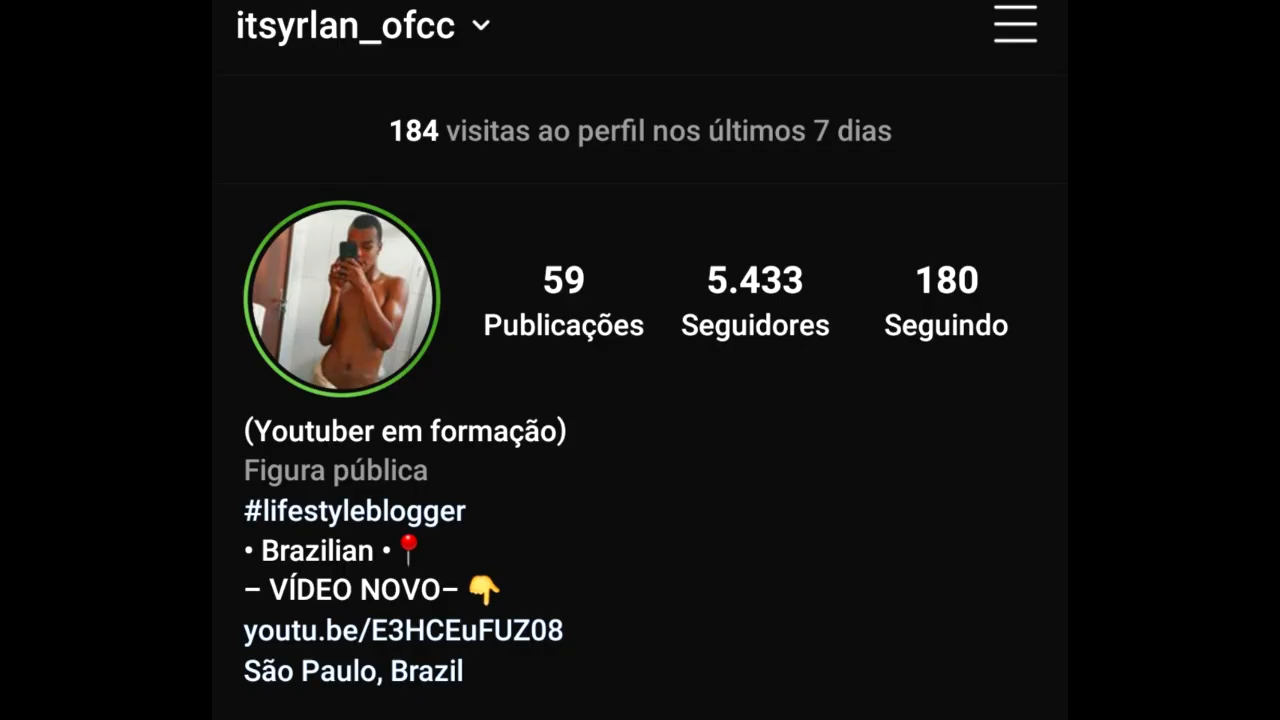 itsyrlan_ofcc
184 visitas ao perfil nos últimos 7 dias
59 5.433 180
Publicações Seguidores Seguindo
(Youtuber em formação)
Figura pública
#lifestyleblogger
• Brazilian •📍
– VÍDEO NOVO– 👇
youtu.be/E3HCEuFUZ08
São Paulo, Brazil